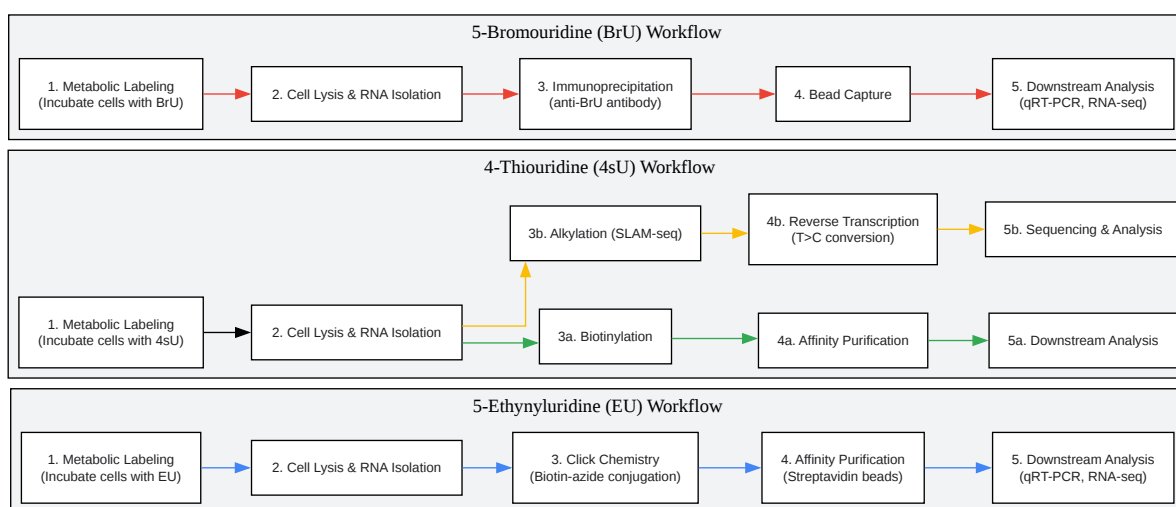 5-Bromouridine (BrU) Workflow
1. Metabolic Labeling
(Incubate cells with BrU)
2. Cell Lysis & RNA Isolation
3. Immunoprecipitation
(anti-BrU antibody)
4. Bead Capture
5. Downstream Analysis
(qRT-PCR, RNA-seq)
4-Thiouridine (4sU) Workflow
3b. Alkylation (SLAM-seq)
4b. Reverse Transcription
(T>C conversion)
5b. Sequencing & Analysis
1. Metabolic Labeling
(Incubate cells with 4sU)
2. Cell Lysis & RNA Isolation
3a. Biotinylation
4a. Affinity Purification
5a. Downstream Analysis
5-Ethynyluridine (EU) Workflow
1. Metabolic Labeling
(Incubate cells with EU)
2. Cell Lysis & RNA Isolation
3. Click Chemistry
(Biotin-azide conjugation)
4. Affinity Purification
(Streptavidin beads)
5. Downstream Analysis
(qRT-PCR, RNA-seq)